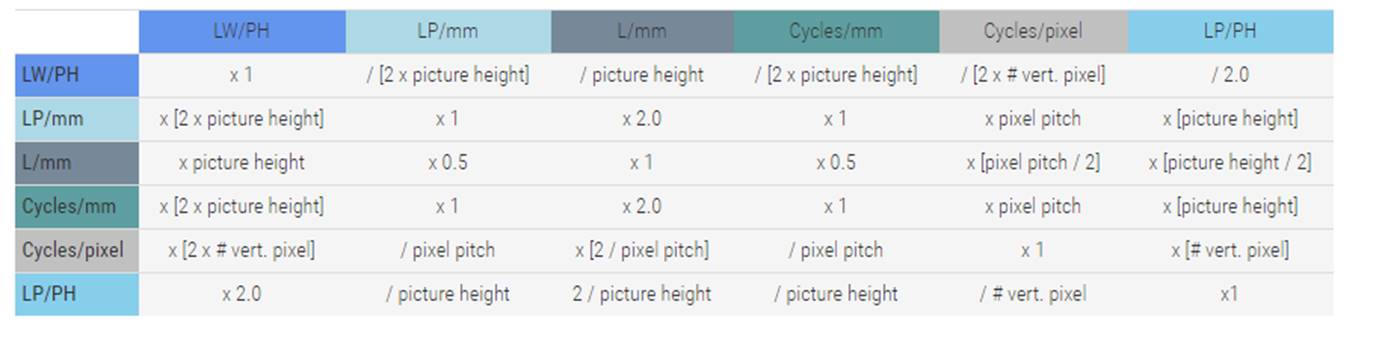 LW/PH LP/mm L/mm Cycles/mm Cycles/pixel LP/PH
LW/PH x 1 / [2 x picture height] / picture height / [2 x picture height] / [2 x # vert. pixel] / 2.0
LP/mm x [2 x picture height] x 1 x 2.0 x 1 x pixel pitch x [picture height]
L/mm x picture height x 0.5 x 1 x 0.5 x [pixel pitch / 2] x [picture height / 2]
Cycles/mm x [2 x picture height] x 1 x 2.0 x 1 x pixel pitch x [picture height]
Cycles/pixel x [2 x # vert. pixel] / pixel pitch x [2 / pixel pitch] / pixel pitch x 1 x [# vert. pixel]
LP/PH x 2.0 / picture height 2 / picture height / picture height / # vert. pixel x1